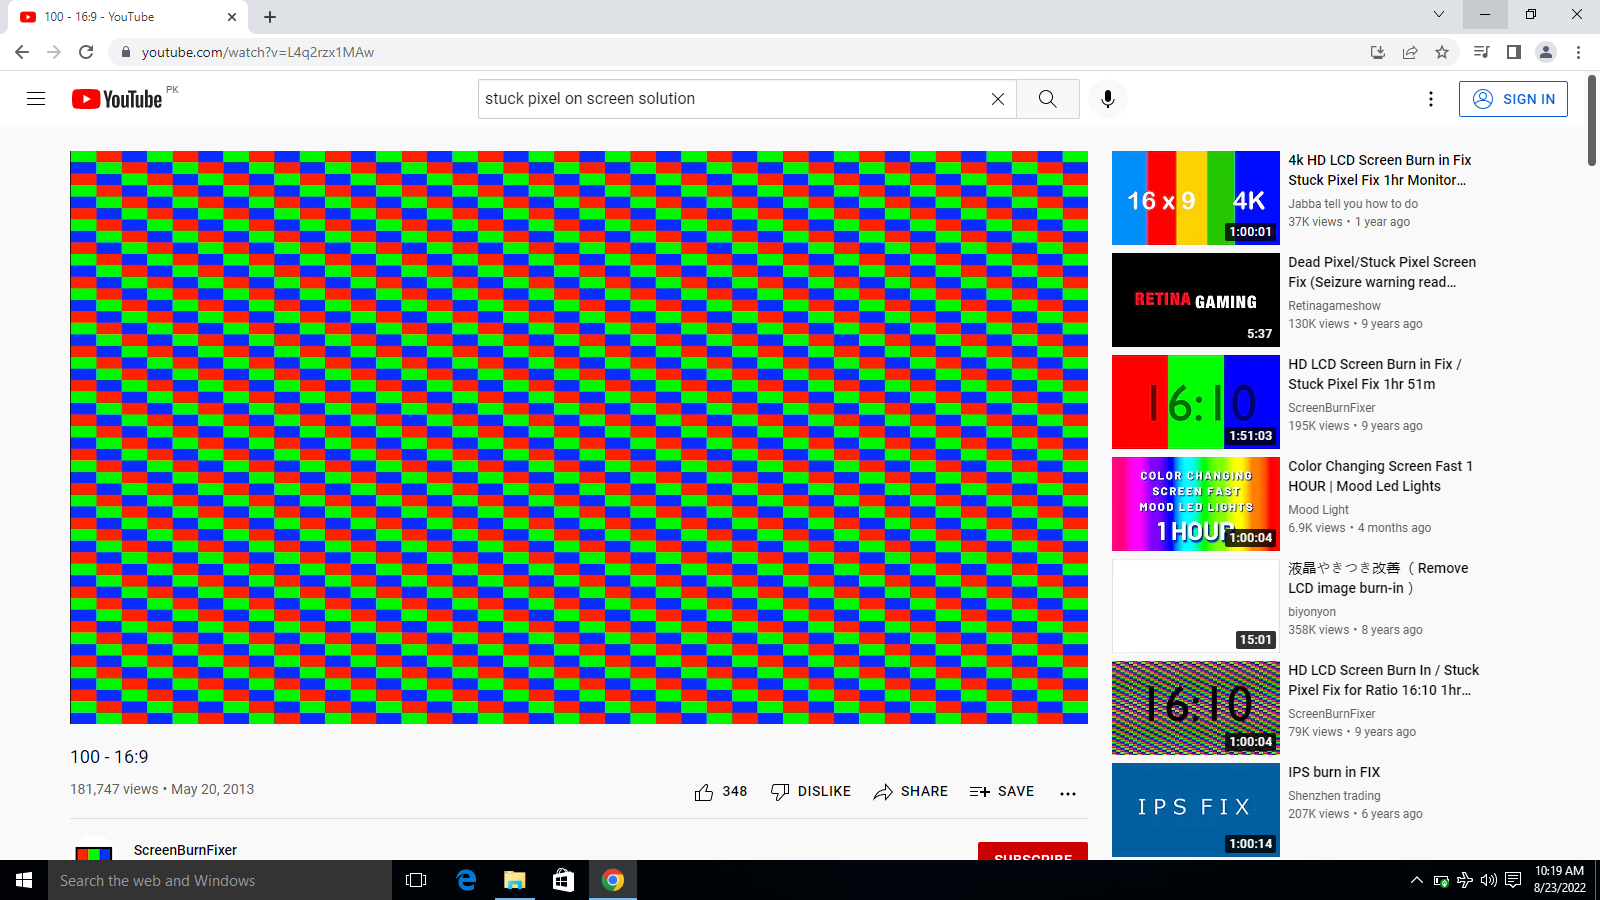 100 - 16:9 - YouTube
youtube.com/watch?v=L4q2rzx1MAw
YouTube PK
stuck pixel on screen solution
SIGN IN
100 - 16:9
181,747 views • May 20, 2013
348 DISLIKE SHARE SAVE
ScreenBurnFixer
SUBSCRIBE
16 x 9 4K
1:00:01
4k HD LCD Screen Burn in Fix
Stuck Pixel Fix 1hr Monitor...
Jabba tell you how to do
37K views • 1 year ago
RETINA GAMING
5:37
Dead Pixel/Stuck Pixel Screen
Fix (Seizure warning read...
Retinagameshow
130K views • 9 years ago
16:10
1:51:03
HD LCD Screen Burn in Fix /
Stuck Pixel Fix 1hr 51m
ScreenBurnFixer
195K views • 9 years ago
COLOR CHANGING
SCREEN FAST
MOOD LED LIGHTS
1 HOUR
1:00:04
Color Changing Screen Fast 1
HOUR | Mood Led Lights
Mood Light
6.9K views • 4 months ago
15:01
液晶やきつき改善（ Remove
LCD image burn-in ）
biyonyon
358K views • 8 years ago
16:10
1:00:04
HD LCD Screen Burn In / Stuck
Pixel Fix for Ratio 16:10 1hr...
ScreenBurnFixer
79K views • 9 years ago
IPS FIX
1:00:14
IPS burn in FIX
Shenzhen trading
207K views • 6 years ago
Search the web and Windows
10:19 AM
8/23/2022